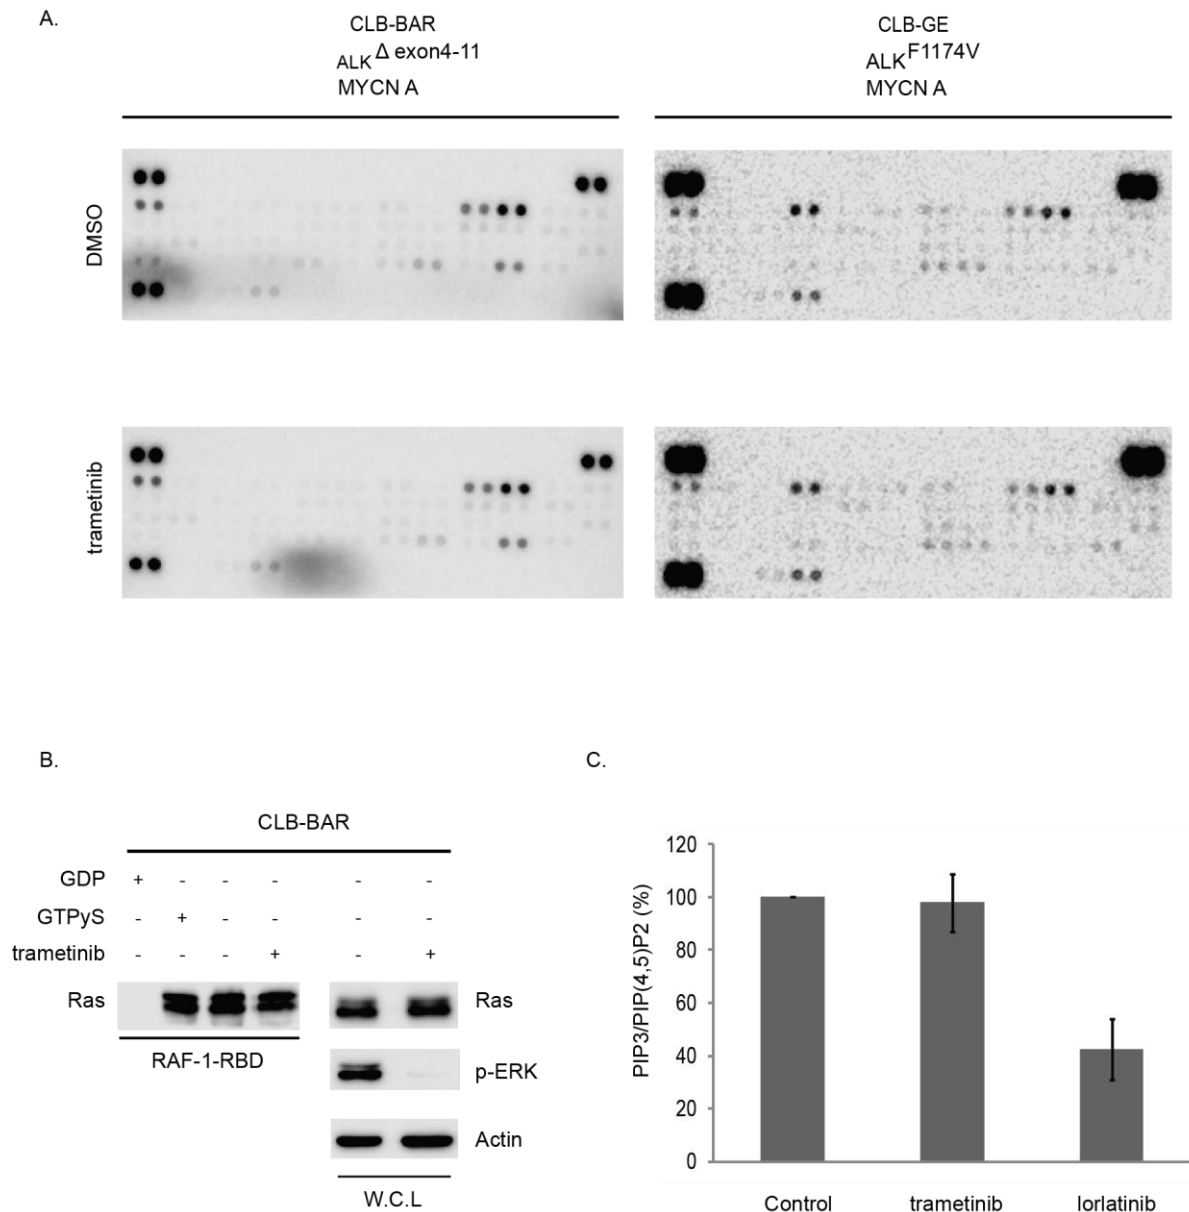 A.
CLB-BAR
ALK Δ exon4-11
MYCN A
CLB-GE
ALK F1174V
MYCN A
DMSO
trametinib
B.
CLB-BAR
GDP + - - - - -
GTPyS - + - - - -
trametinib - - - + - +
Ras
Ras
RAF-1-RBD
p-ERK
Actin
W.C.L
C.
PIP3/PIP(4,5)P2 (%)
120
100
80
60
40
20
0
Control trametinib lorlatinib